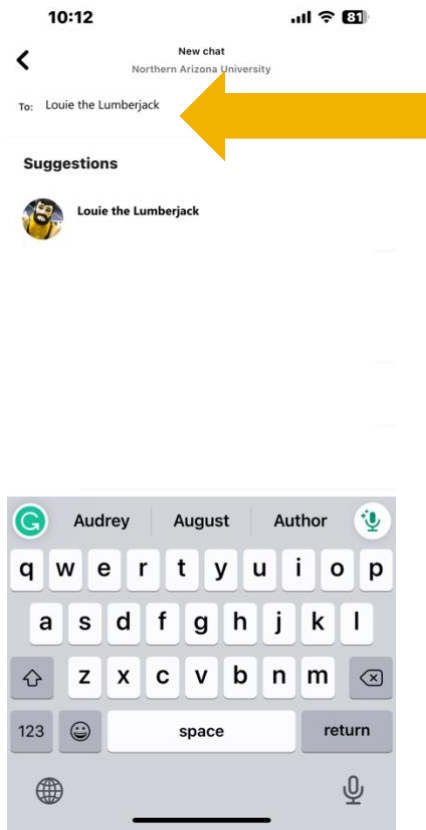 10:12
81
New chat
Northern Arizona University
To: Louie the Lumberjack
Suggestions
Louie the Lumberjack
G Audrey August Author
q w e r t y u i o p
a s d f g h j k l
z x c v b n m
123 space return